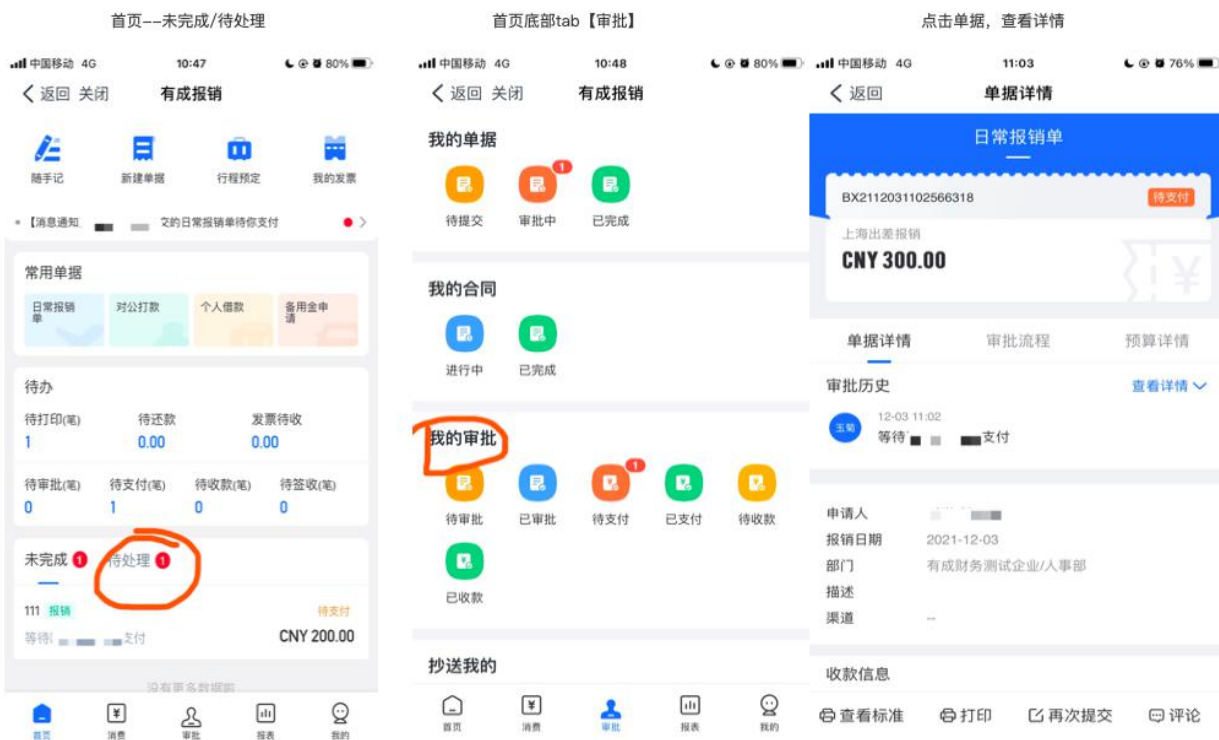 首页--未完成/待处理
中国移动 4G 10:47 80%
返回 关闭 有成报销
随手记 新建单据 行程预定 我的发票
【消息通知 交的日常报销单待你支付
常用单据
日常报销单 对公打款 个人借款 备用金申请
待办
待打印(笔) 待还款 发票待收
1 0.00 0.00
待审批(笔) 待支付(笔) 待收款(笔) 待签收(笔)
0 1 0 0
未完成 1 待处理 1
111 报销 待支付
等待 支付 CNY 200.00
没有更多数据啦
首页 消费 审批 报表 我的
首页底部tab【审批】
中国移动 4G 10:48 80%
返回 关闭 有成报销
我的单据
1
待提交 审批中 已完成
我的合同
进行中 已完成
我的审批
1
待审批 已审批 待支付 已支付 待收款
已收款
抄送我的
首页 消费 审批 报表 我的
点击单据，查看详情
中国移动 4G 11:03 76%
返回 单据详情
日常报销单
BX2112031102566318 待支付
上海出差报销
CNY 300.00
单据详情 审批流程 预算详情
审批历史 查看详情
12-03 11:02
玉菊 等待 支付
申请人
报销日期 2021-12-03
部门 有成财务测试企业/人事部
描述
渠道 --
收款信息
查看标准 打印 再次提交 评论